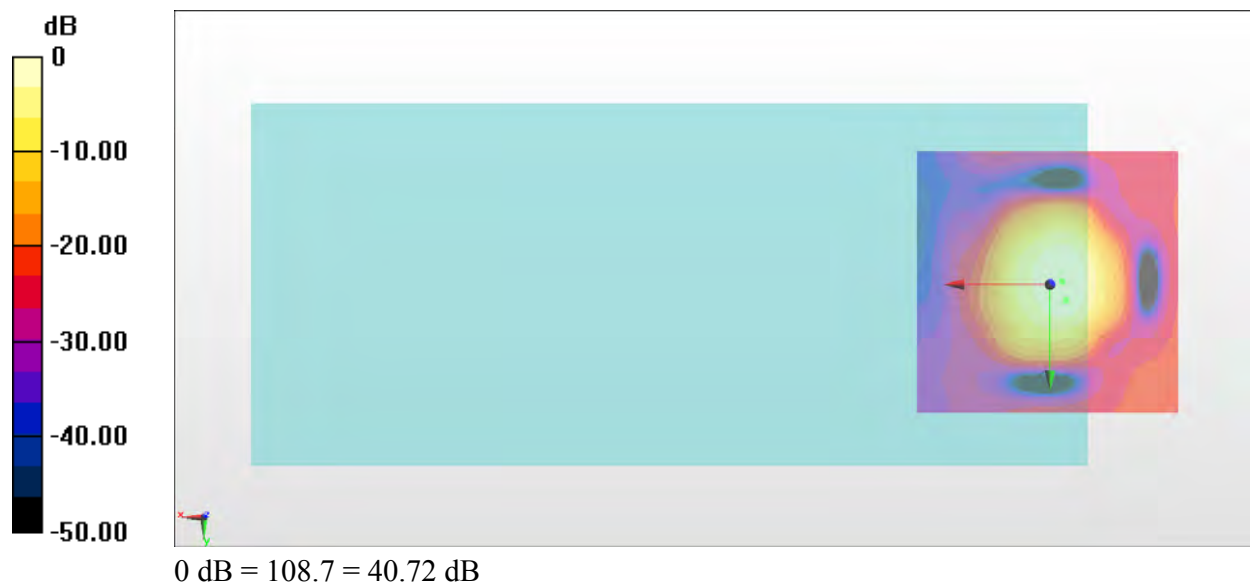 dB
0
-10.00
-20.00
-30.00
-40.00
-50.00
x
z
y
0 dB = 108.7 = 40.72 dB